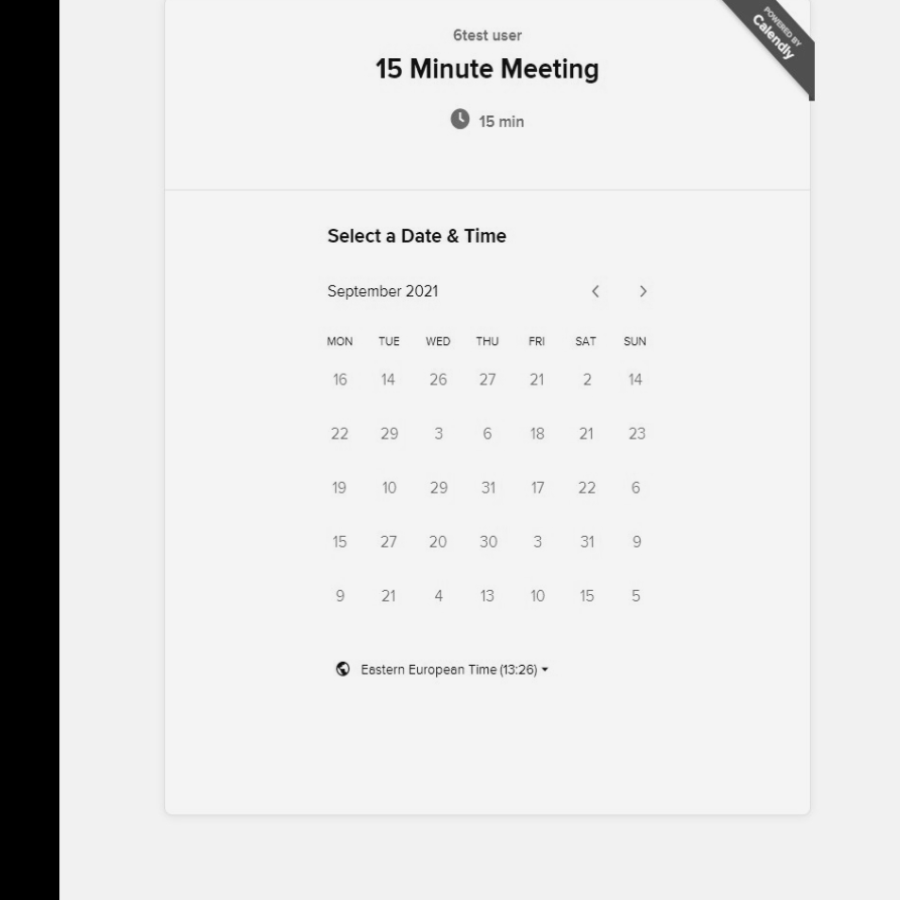 POWERED BY
Calendly
6test user
15 Minute Meeting
15 min
Select a Date & Time
September 2021
MON TUE WED THU FRI SAT SUN
16 14 26 27 21 2 14
22 29 3 6 18 21 23
19 10 29 31 17 22 6
15 27 20 30 3 31 9
9 21 4 13 10 15 5
Eastern European Time (13:26)